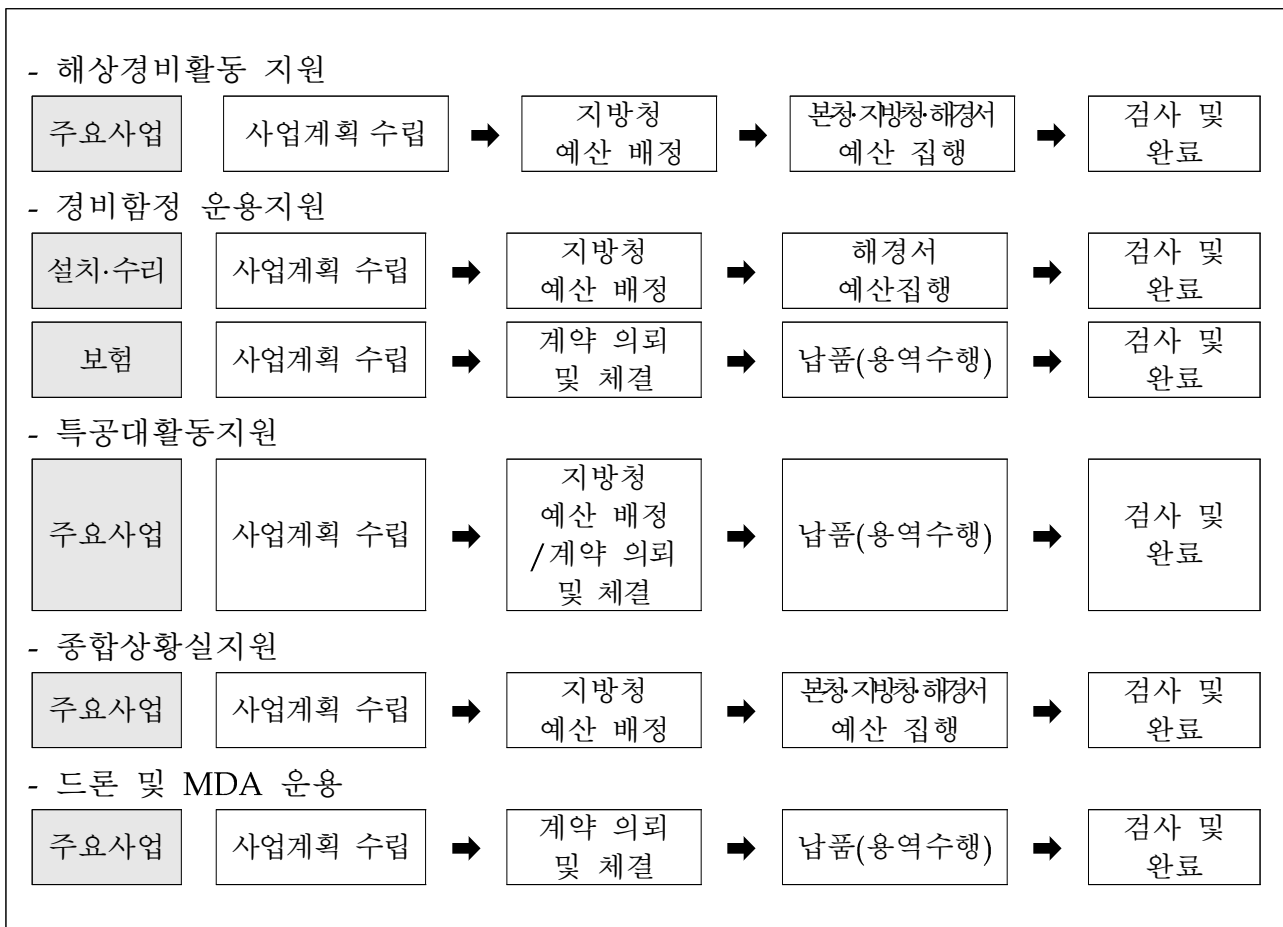 - 해상경비활동 지원
주요사업
사업계획 수립
➡
지방청
예산 배정
➡
본청·지방청·해경서
예산 집행
➡
검사 및
완료
- 경비함정 운용지원
설치·수리
사업계획 수립
➡
지방청
예산 배정
➡
해경서
예산집행
➡
검사 및
완료
보험
사업계획 수립
➡
계약 의뢰
및 체결
➡
납품(용역수행)
➡
검사 및
완료
- 특공대활동지원
주요사업
사업계획 수립
➡
지방청
예산 배정
/계약 의뢰
및 체결
➡
납품(용역수행)
➡
검사 및
완료
- 종합상황실지원
주요사업
사업계획 수립
➡
지방청
예산 배정
➡
본청·지방청·해경서
예산 집행
➡
검사 및
완료
- 드론 및 MDA 운용
주요사업
사업계획 수립
➡
계약 의뢰
및 체결
➡
납품(용역수행)
➡
검사 및
완료